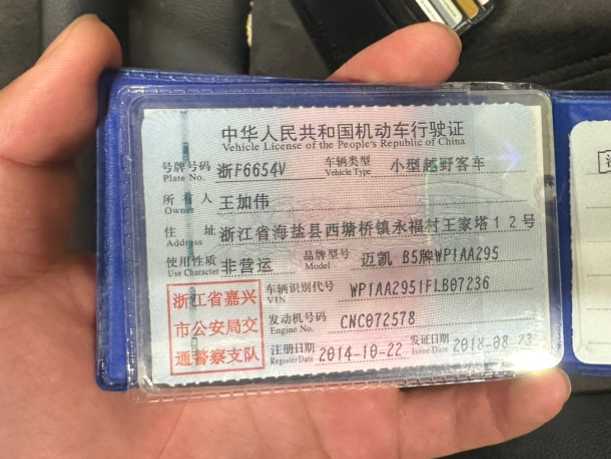 中华人民共和国机动车行驶证
Vehicle License of the People's Republic of China
号牌号码 浙F6654V 车辆类型 小型越野客车
Plate No. Vehicle Type
所有人 王加伟
Owner
住址 浙江省海盐县西塘桥镇永福村王家塔12号
Address
使用性质 非营运 品牌型号 迈凯 B5牌WP1AA295
Use Character Model
浙江省嘉兴
市公安局交
通警察支队
车辆识别代号 WP1AA2951FLB07236
VIN
发动机号码 CNC072578
Engine No.
注册日期 2014-10-22 发证日期 2018-08-23
Register Date Issue Date